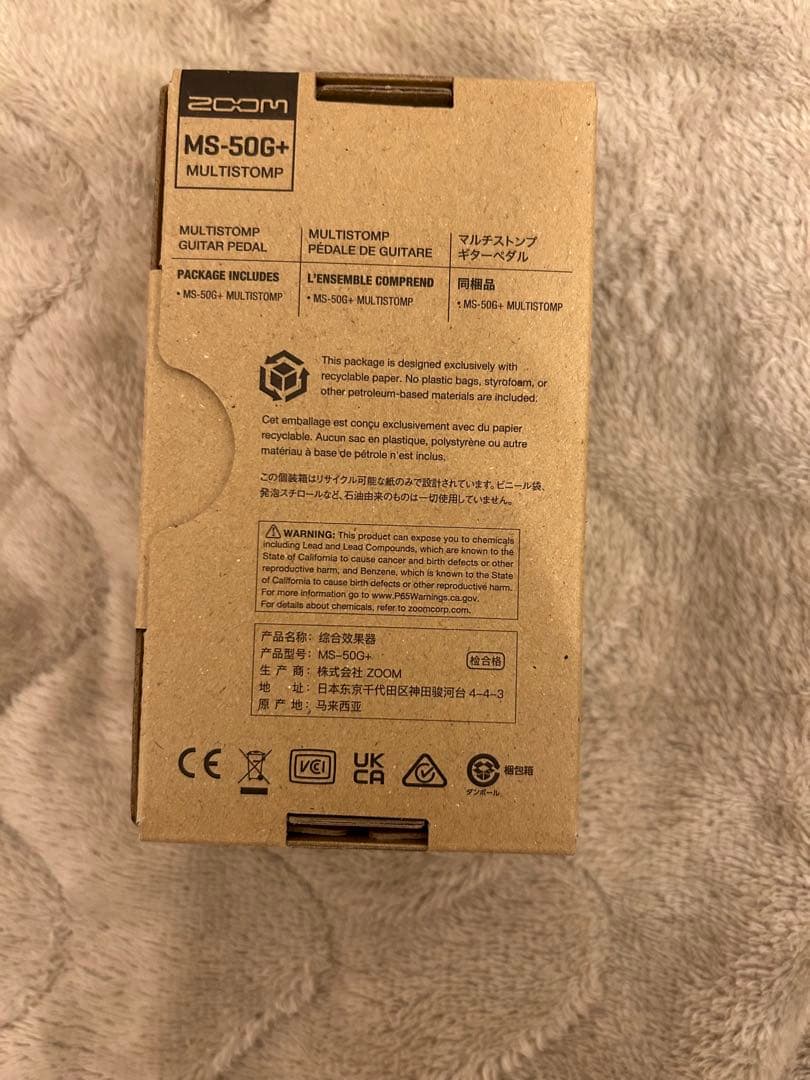 ZOOM
MS-50G+
MULTISTOMP
MULTISTOMP
GUITAR PEDAL
MULTISTOMP
PÉDALE DE GUITARE
マルチストンプ
ギターペダル
PACKAGE INCLUDES
• MS-50G+ MULTISTOMP
L'ENSEMBLE COMPREND
• MS-50G+ MULTISTOMP
同梱品
• MS-50G+ MULTISTOMP
This package is designed exclusively with
recyclable paper. No plastic bags, styrofoam, or
other petroleum-based materials are included.
Cet emballage est conçu exclusivement avec du papier
recyclable. Aucun sac en plastique, polystyrène ou autre
matériau à base de pétrole n'est inclus.
この個装箱はリサイクル可能な紙のみで設計されています。ビニール袋、
発泡スチロールなど、石油由来のものは一切使用していません。
⚠ WARNING: This product can expose you to chemicals
including Lead and Lead Compounds, which are known to the
State of California to cause cancer and birth defects or other
reproductive harm, and Benzene, which is known to the State
of California to cause birth defects or other reproductive harm.
For more information go to www.P65Warnings.ca.gov.
For details about chemicals, refer to zoomcorp.com.
产品名称: 综合效果器
产品型号: MS-50G+
检合格
生 产 商: 株式会社 ZOOM
地 址: 日本东京千代田区神田骏河台 4-4-3
原 产 地: 马来西亚
CE
VCI
UK
CA
梱包箱
ダンボール